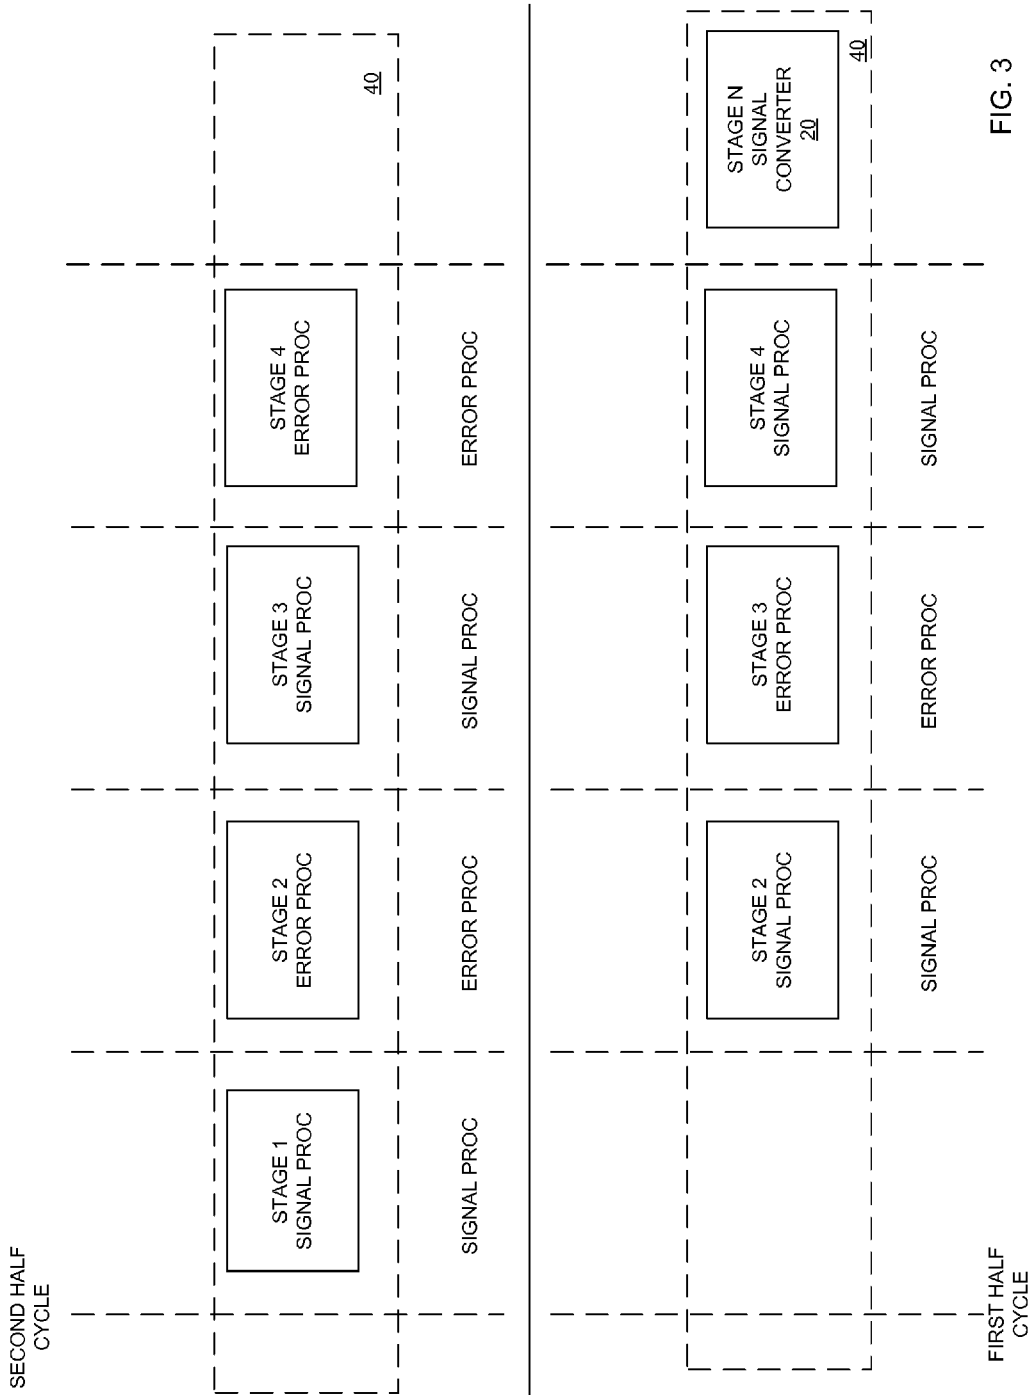 SECOND HALF
CYCLE
STAGE 1
SIGNAL PROC
STAGE 2
ERROR PROC
STAGE 3
SIGNAL PROC
STAGE 4
ERROR PROC
40
SIGNAL PROC
ERROR PROC
SIGNAL PROC
ERROR PROC
STAGE 2
SIGNAL PROC
STAGE 3
ERROR PROC
STAGE 4
SIGNAL PROC
STAGE N
SIGNAL
CONVERTER
20
40
SIGNAL PROC
ERROR PROC
SIGNAL PROC
FIRST HALF
CYCLE
FIG. 3